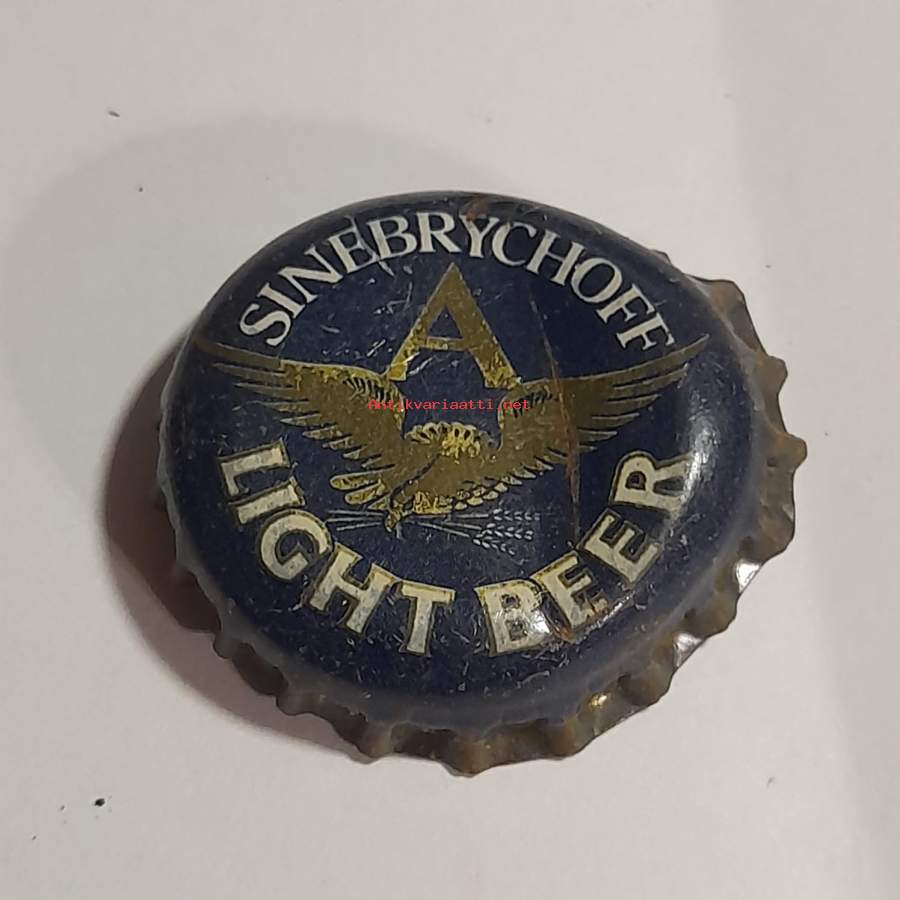 SINEBRYCHOFF
A
Antikvariaatti.net
LIGHT BEER